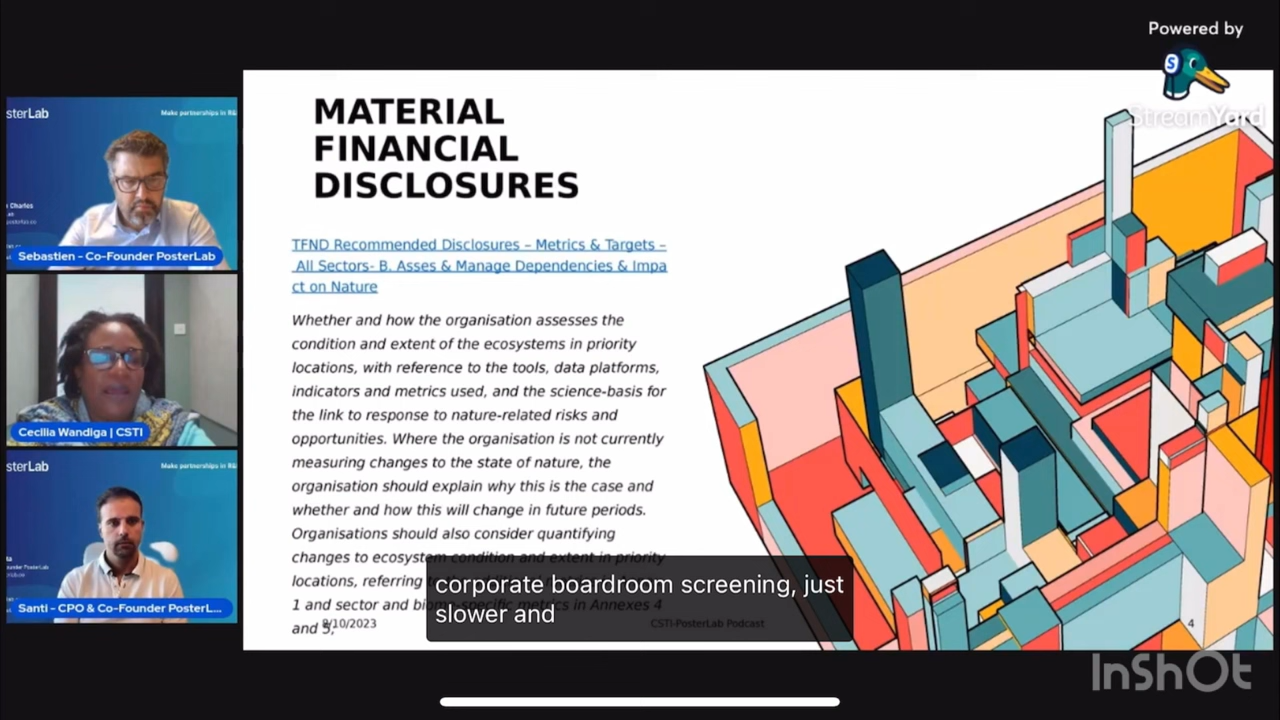 Powered by
StreamYard
sterLab
Make partnerships in R&
Charles
Sebastien - Co-Founder PosterLab
Cecilia Wandiga | CSTI
sterLab
Make partnerships in R&
Santi - CPO & Co-Founder PosterL...
MATERIAL
FINANCIAL
DISCLOSURES
TFND Recommended Disclosures – Metrics & Targets –
All Sectors- B. Asses & Manage Dependencies & Impa
ct on Nature
Whether and how the organisation assesses the
condition and extent of the ecosystems in priority
locations, with reference to the tools, data platforms,
indicators and metrics used, and the science-basis for
the link to response to nature-related risks and
opportunities. Where the organisation is not currently
measuring changes to the state of nature, the
organisation should explain why this is the case and
whether and how this will change in future periods.
Organisations should also consider quantifying
changes to ecosystem condition and extent in priority
locations, referring
1 and sector and biome-specific metrics in Annexes 4
and 5,
8/10/2023
CSTI-PosterLab Podcast
4
corporate boardroom screening, just
slower and
InShOt